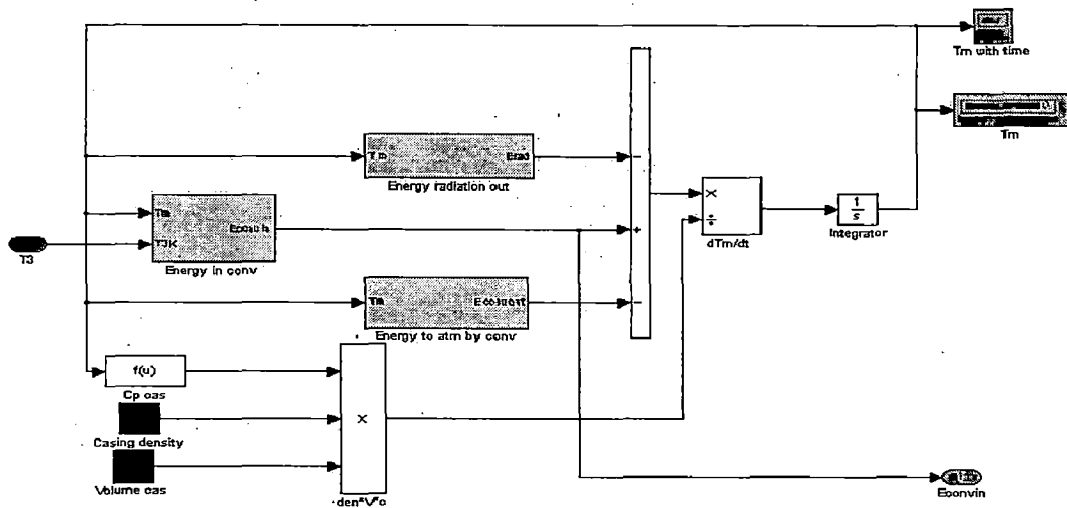 Tm with time
Tm
Tm
Erad
Energy radiation out
Tm
T3K
Energy in conv
T3
dTm/dt
1
s
Integrator
Tm
Energy to atm by conv
f(u)
Cp cas
Casing density
Volume cas
den*V*c
Econvin